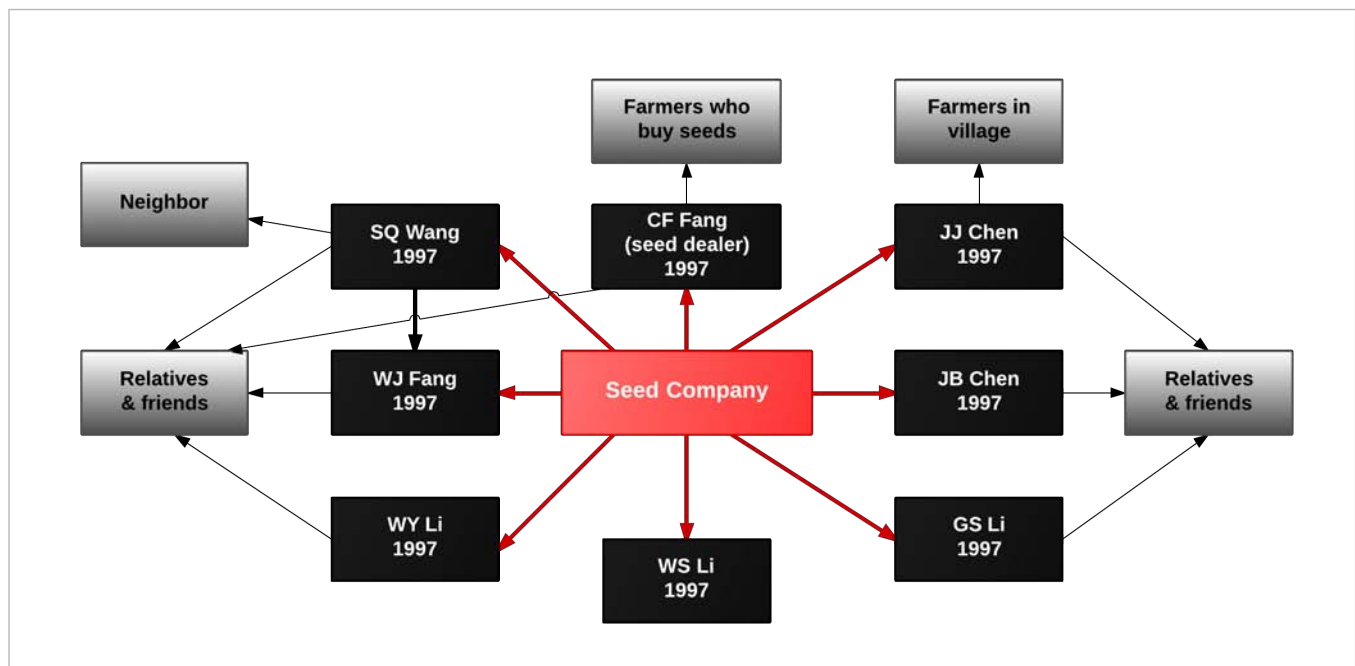 Farmers who
buy seeds
Farmers in
village
Neighbor
SQ Wang
1997
CF Fang
(seed dealer)
1997
JJ Chen
1997
Relatives
& friends
WJ Fang
1997
Seed Company
JB Chen
1997
Relatives
& friends
WY Li
1997
WS Li
1997
GS Li
1997